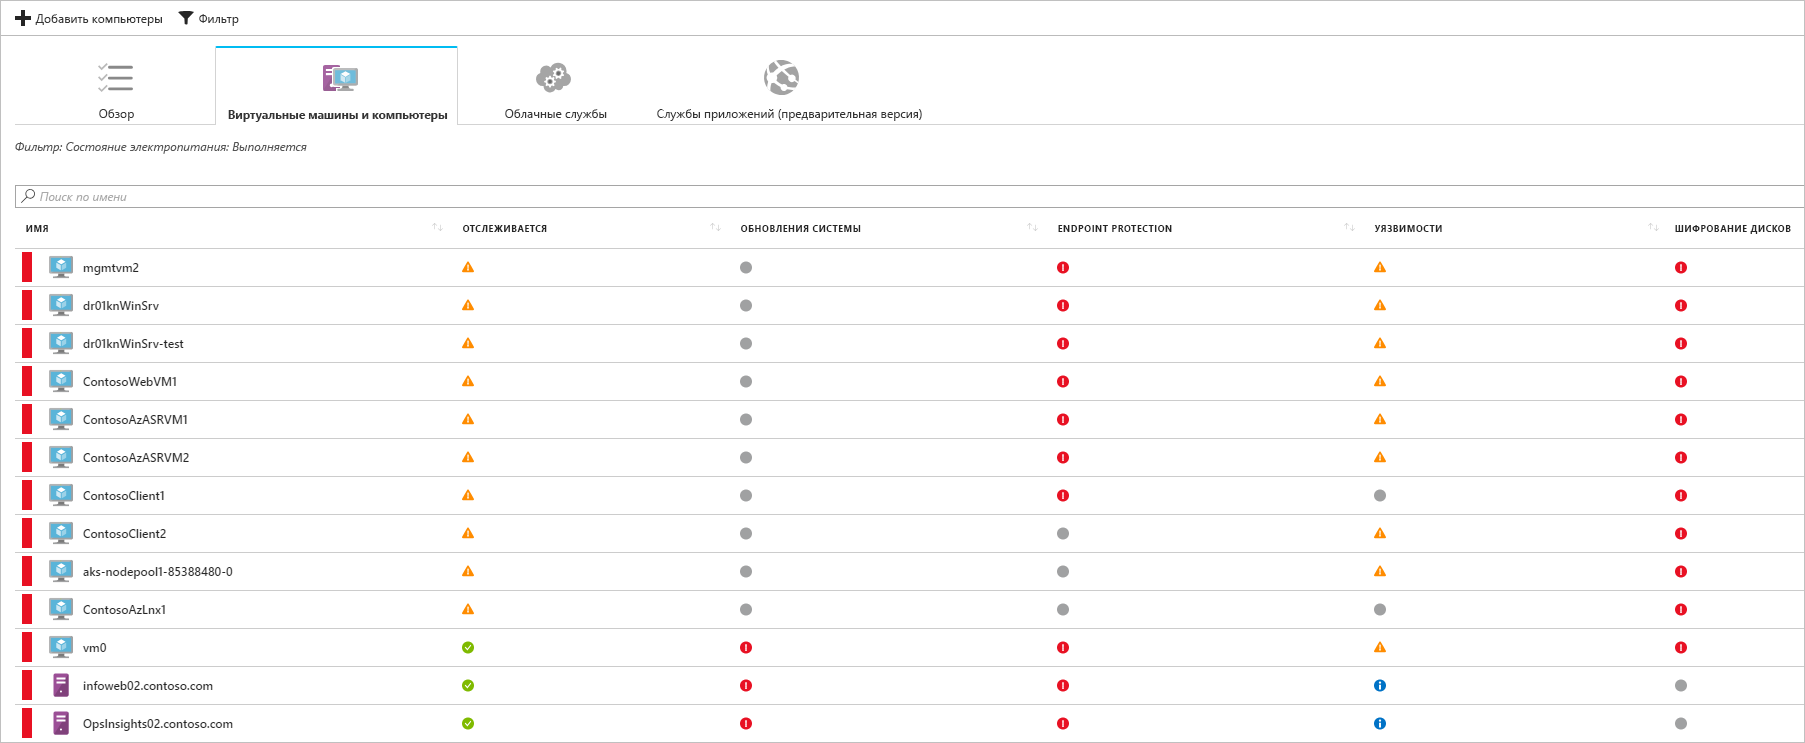 Добавить компьютеры Фильтр
Обзор Виртуальные машины и компьютеры Облачные службы Службы приложений (предварительная версия)
Фильтр: Состояние электропитания: Выполняется
Поиск по имени
ИМЯ ОТСЛЕЖИВАЕТСЯ ОБНОВЛЕНИЯ СИСТЕМЫ ENDPOINT PROTECTION УЯЗВИМОСТИ ШИФРОВАНИЕ ДИСКОВ
mgmtvm2
dr01knWinSrv
dr01knWinSrv-test
ContosoWebVM1
ContosoAzASRVM1
ContosoAzASRVM2
ContosoClient1
ContosoClient2
aks-nodepool1-85388480-0
ContosoAzLnx1
vm0
infoweb02.contoso.com
OpsInsights02.contoso.com